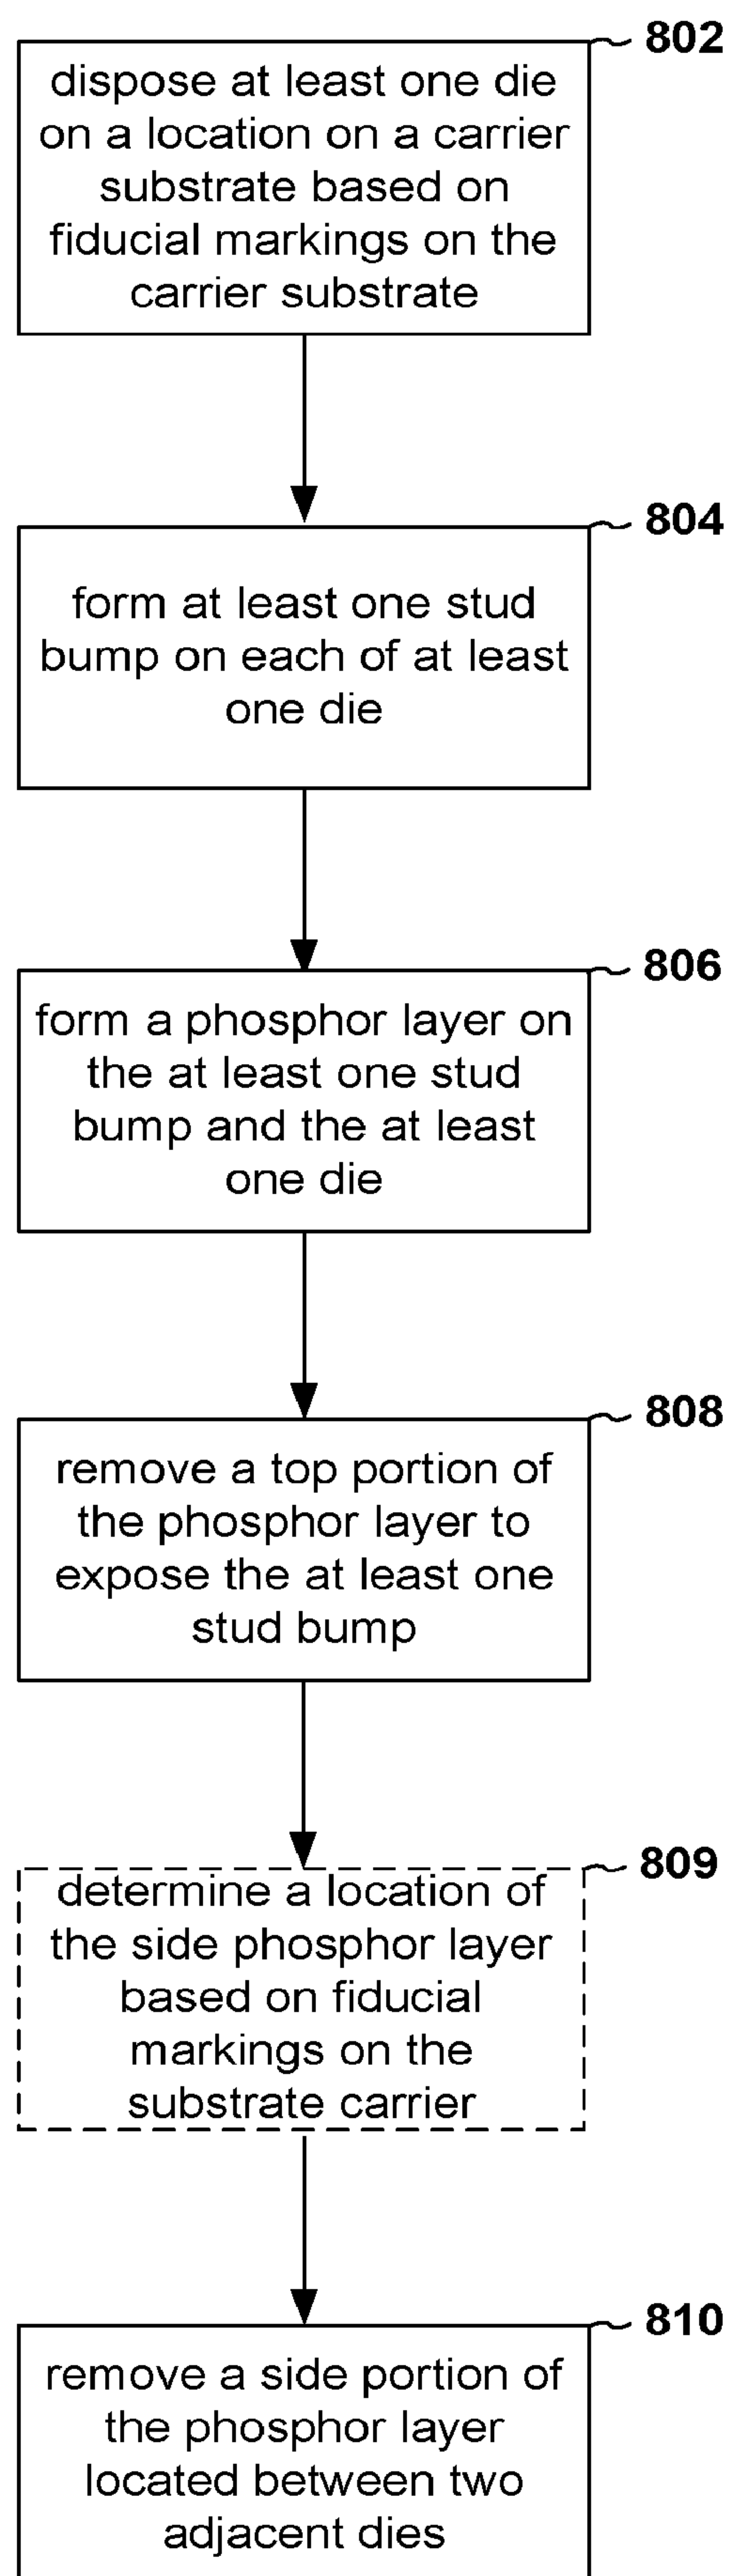 802
dispose at least one die
on a location on a carrier
substrate based on
fiducial markings on the
carrier substrate
804
form at least one stud
bump on each of at least
one die
806
form a phosphor layer on
the at least one stud
bump and the at least
one die
808
remove a top portion of
the phosphor layer to
expose the at least one
stud bump
809
determine a location of
the side phosphor layer
based on fiducial
markings on the
substrate carrier
810
remove a side portion of
the phosphor layer
located between two
adjacent dies